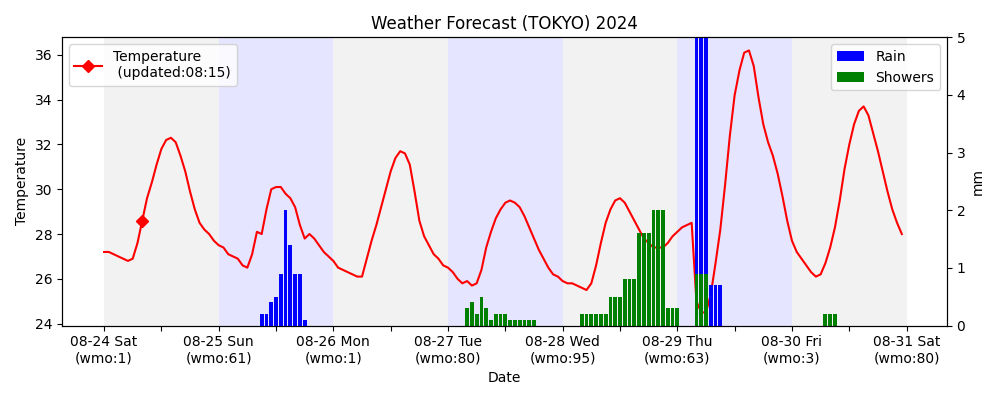 Weather Forecast (TOKYO) 2024
Temperature
(updated:08:15)
Rain
Showers
36
34
32
30
28
26
24
Temperature
5
4
3
2
1
0
mm
08-24 Sat
(wmo:1)
08-25 Sun
(wmo:61)
08-26 Mon
(wmo:1)
08-27 Tue
(wmo:80)
08-28 Wed
(wmo:95)
08-29 Thu
(wmo:63)
08-30 Fri
(wmo:3)
08-31 Sat
(wmo:80)
Date